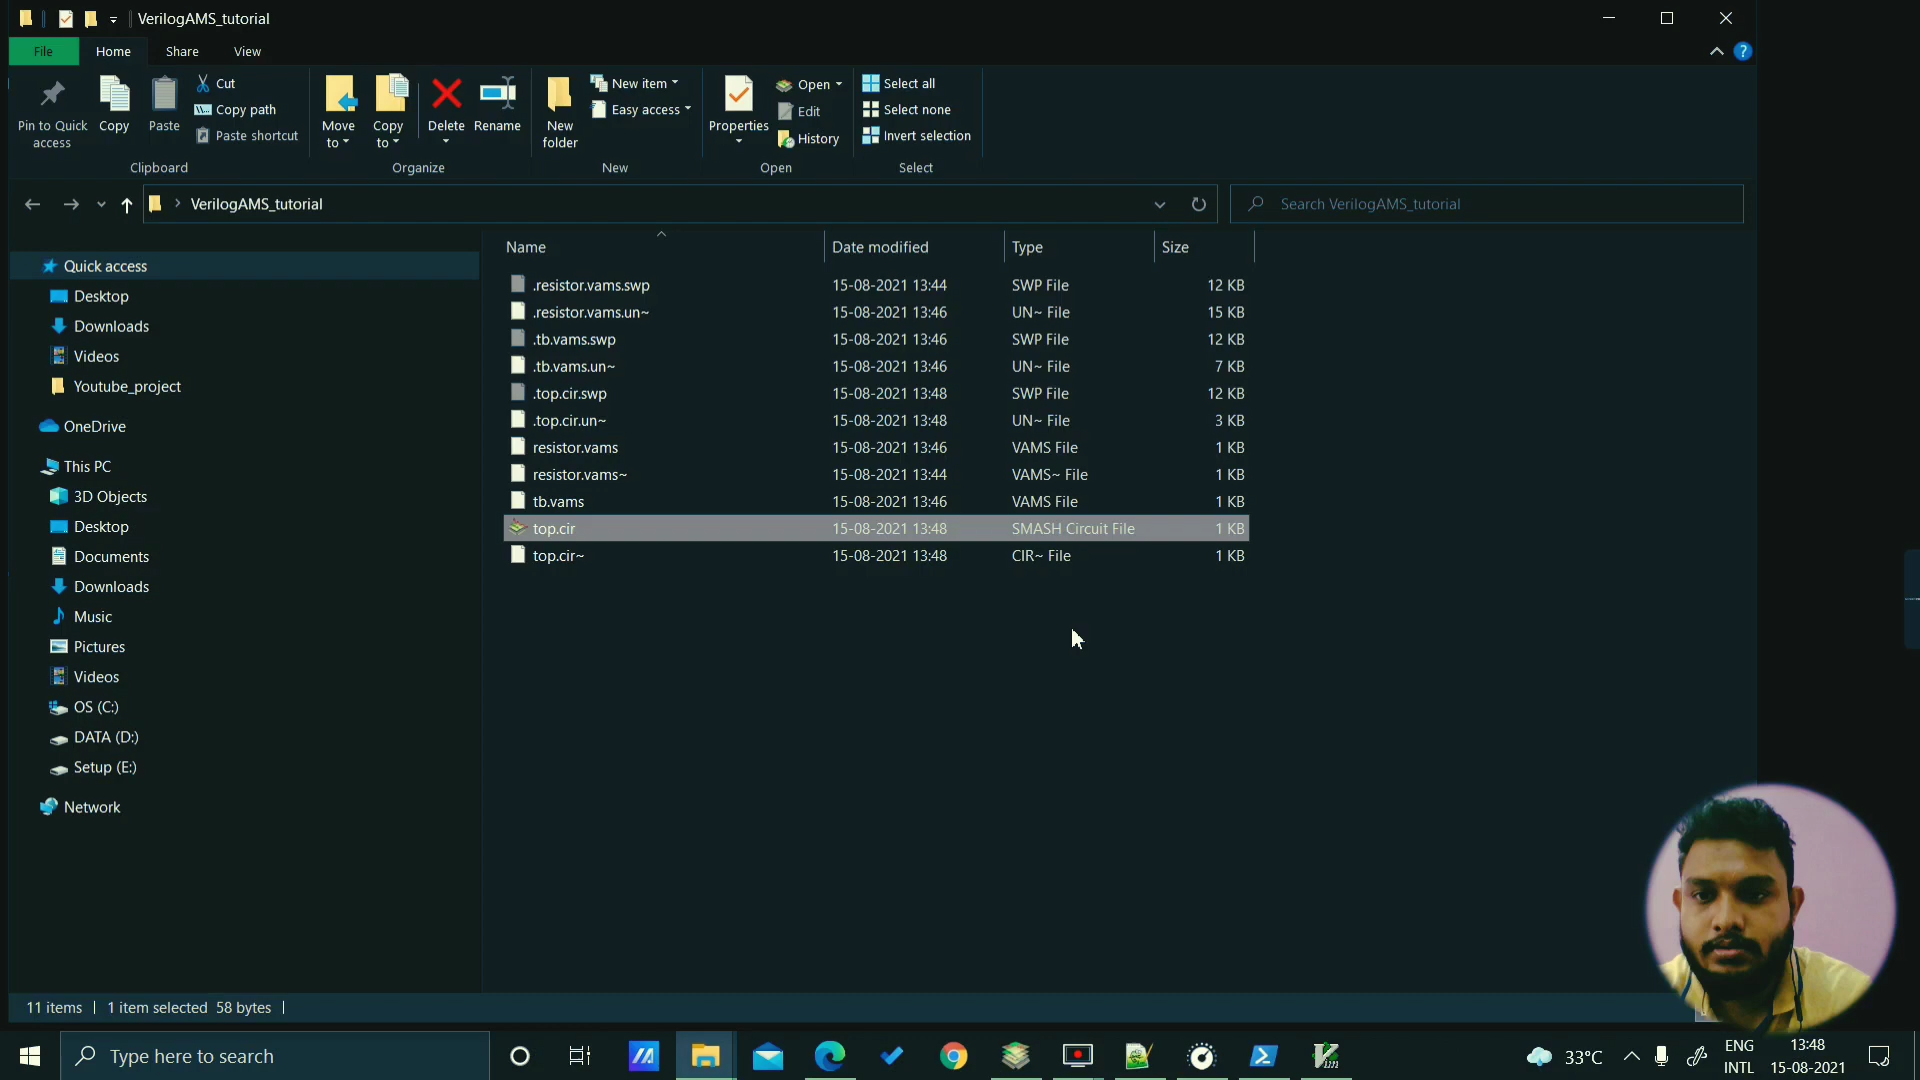 VerilogAMS_tutorial
File Home Share View
Pin to Quick access
Copy
Paste
Cut
Copy path
Paste shortcut
Clipboard
Move to
Copy to
Delete
Rename
Organize
New folder
New item
Easy access
New
Properties
Open
Edit
History
Open
Select all
Select none
Invert selection
Select
VerilogAMS_tutorial
Search VerilogAMS_tutorial
Quick access
Desktop
Downloads
Videos
Youtube_project
OneDrive
This PC
3D Objects
Desktop
Documents
Downloads
Music
Pictures
Videos
OS (C:)
DATA (D:)
Setup (E:)
Network
Name Date modified Type Size
.resistor.vams.swp 15-08-2021 13:44 SWP File 12 KB
.resistor.vams.un~ 15-08-2021 13:46 UN~ File 15 KB
.tb.vams.swp 15-08-2021 13:46 SWP File 12 KB
.tb.vams.un~ 15-08-2021 13:46 UN~ File 7 KB
.top.cir.swp 15-08-2021 13:48 SWP File 12 KB
.top.cir.un~ 15-08-2021 13:48 UN~ File 3 KB
resistor.vams 15-08-2021 13:46 VAMS File 1 KB
resistor.vams~ 15-08-2021 13:44 VAMS~ File 1 KB
tb.vams 15-08-2021 13:46 VAMS File 1 KB
top.cir 15-08-2021 13:48 SMASH Circuit File 1 KB
top.cir~ 15-08-2021 13:48 CIR~ File 1 KB
11 items 1 item selected 58 bytes
Type here to search
33°C
ENG
INTL
13:48
15-08-2021